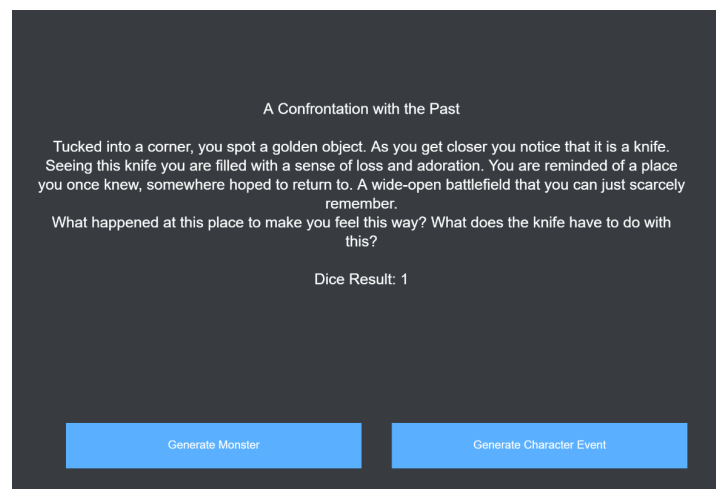 A Confrontation with the Past
Tucked into a corner, you spot a golden object. As you get closer you notice that it is a knife.
Seeing this knife you are filled with a sense of loss and adoration. You are reminded of a place
you once knew, somewhere hoped to return to. A wide-open battlefield that you can just scarcely
remember.
What happened at this place to make you feel this way? What does the knife have to do with
this?
Dice Result: 1
Generate Monster
Generate Character Event